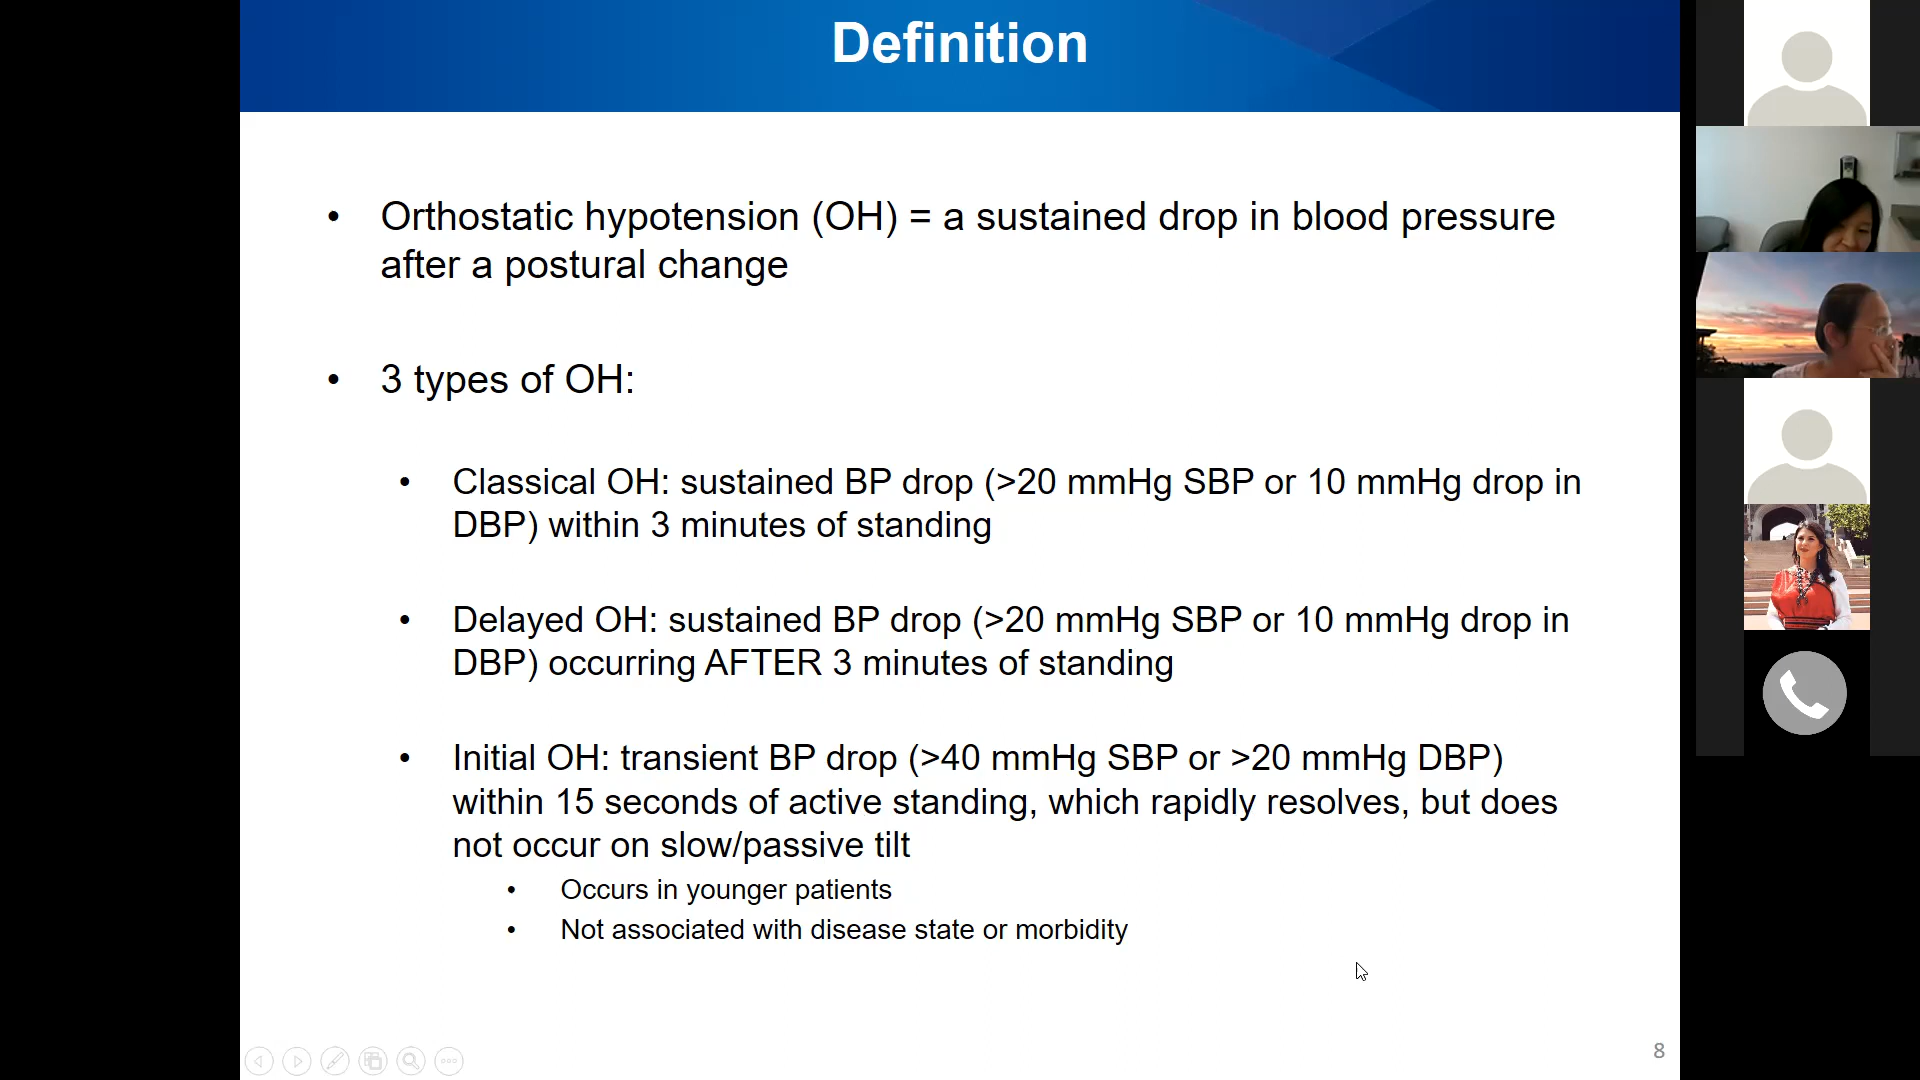 Definition
• Orthostatic hypotension (OH) = a sustained drop in blood pressure
after a postural change
• 3 types of OH:
• Classical OH: sustained BP drop (>20 mmHg SBP or 10 mmHg drop in
DBP) within 3 minutes of standing
• Delayed OH: sustained BP drop (>20 mmHg SBP or 10 mmHg drop in
DBP) occurring AFTER 3 minutes of standing
• Initial OH: transient BP drop (>40 mmHg SBP or >20 mmHg DBP)
within 15 seconds of active standing, which rapidly resolves, but does
not occur on slow/passive tilt
• Occurs in younger patients
• Not associated with disease state or morbidity
8